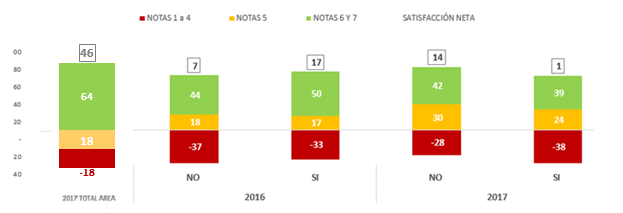 NOTAS 1 a 4 NOTAS 5 NOTAS 6 Y 7 SATISFACCIÓN NETA
46 7 17 14 1
00
80
60
40
20
-
20
40
64 44 50 42 39
18 18 17 30 24
-18 -37 -33 -28 -38
NO SI NO SI
2017 TOTAL AREA 2016 2017